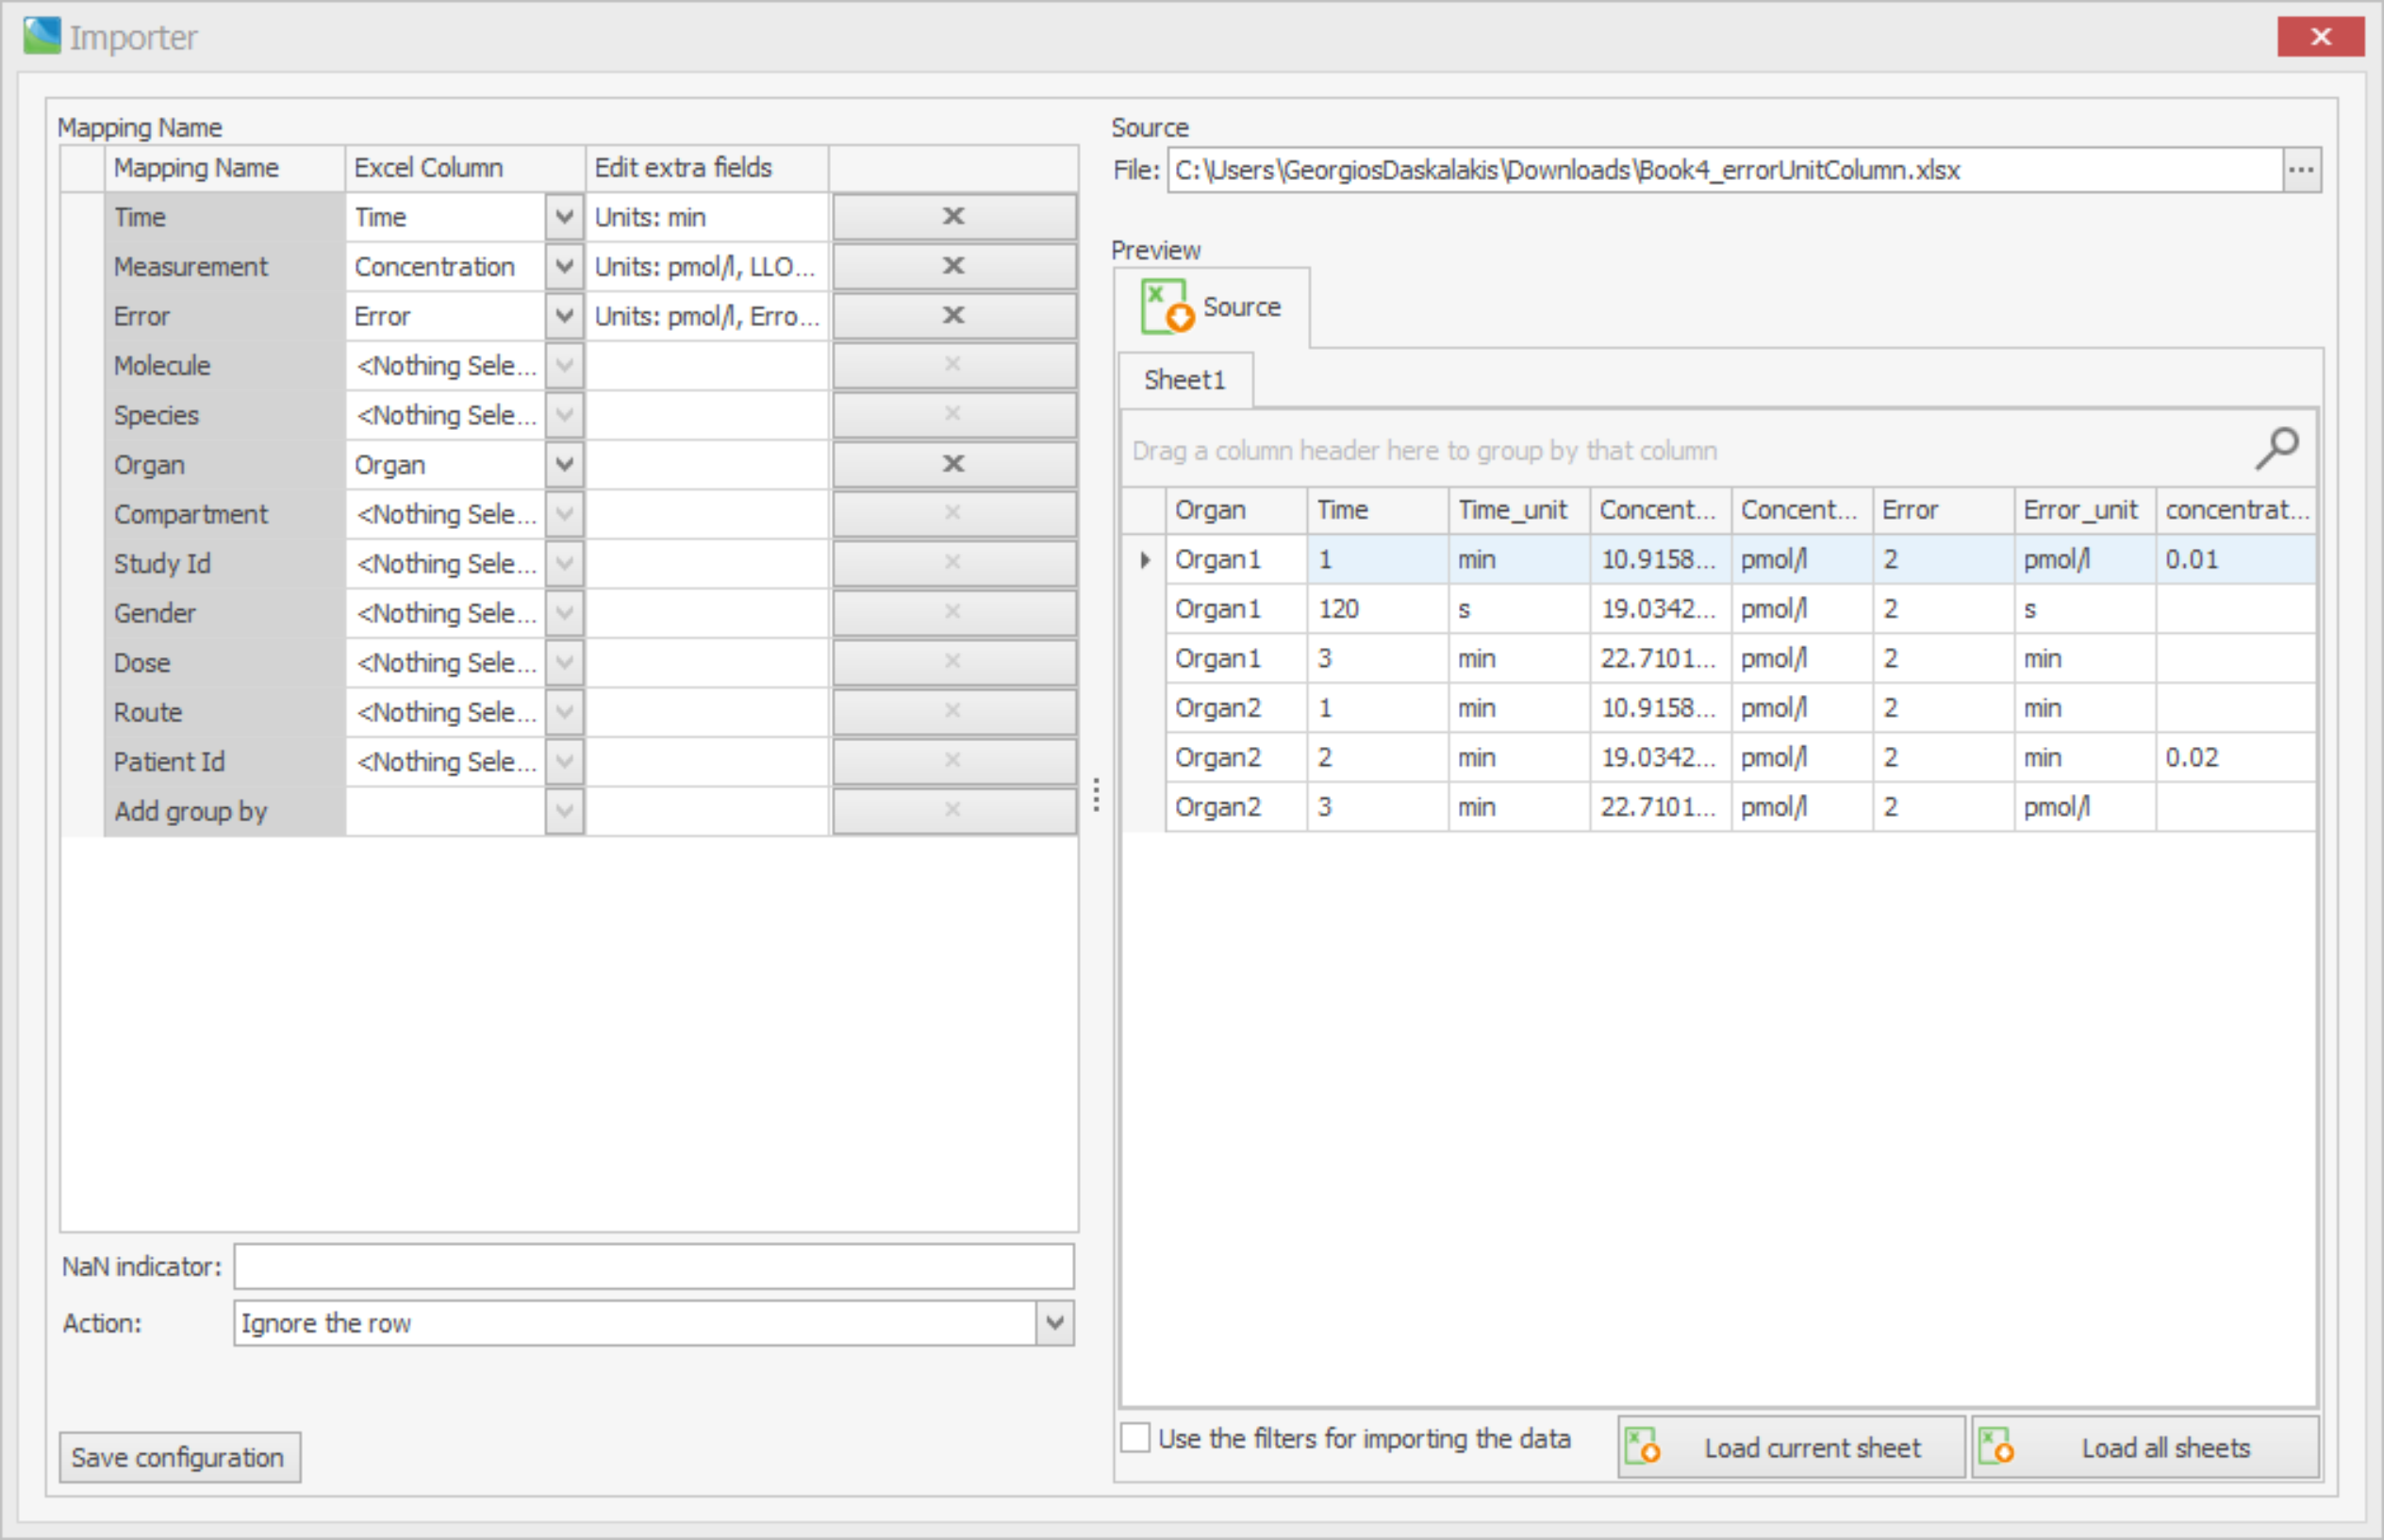 Importer
Mapping Name
Mapping Name Excel Column Edit extra fields
Time Time Units: min
Measurement Concentration Units: pmol/l, LLO...
Error Error Units: pmol/l, Erro...
Molecule <Nothing Sele...
Species <Nothing Sele...
Organ Organ
Compartment <Nothing Sele...
Study Id <Nothing Sele...
Gender <Nothing Sele...
Dose <Nothing Sele...
Route <Nothing Sele...
Patient Id <Nothing Sele...
Add group by
NaN indicator:
Action: Ignore the row
Save configuration
Source
File: C:\Users\GeorgiosDaskalakis\Downloads\Book4_errorUnitColumn.xlsx ...
Preview
Source
Sheet1
Drag a column header here to group by that column
Organ Time Time_unit Concent... Concent... Error Error_unit concentrat...
Organ1 1 min 10.9158... pmol/l 2 pmol/l 0.01
Organ1 120 s 19.0342... pmol/l 2 s
Organ1 3 min 22.7101... pmol/l 2 min
Organ2 1 min 10.9158... pmol/l 2 min
Organ2 2 min 19.0342... pmol/l 2 min 0.02
Organ2 3 min 22.7101... pmol/l 2 pmol/l
Use the filters for importing the data
Load current sheet
Load all sheets